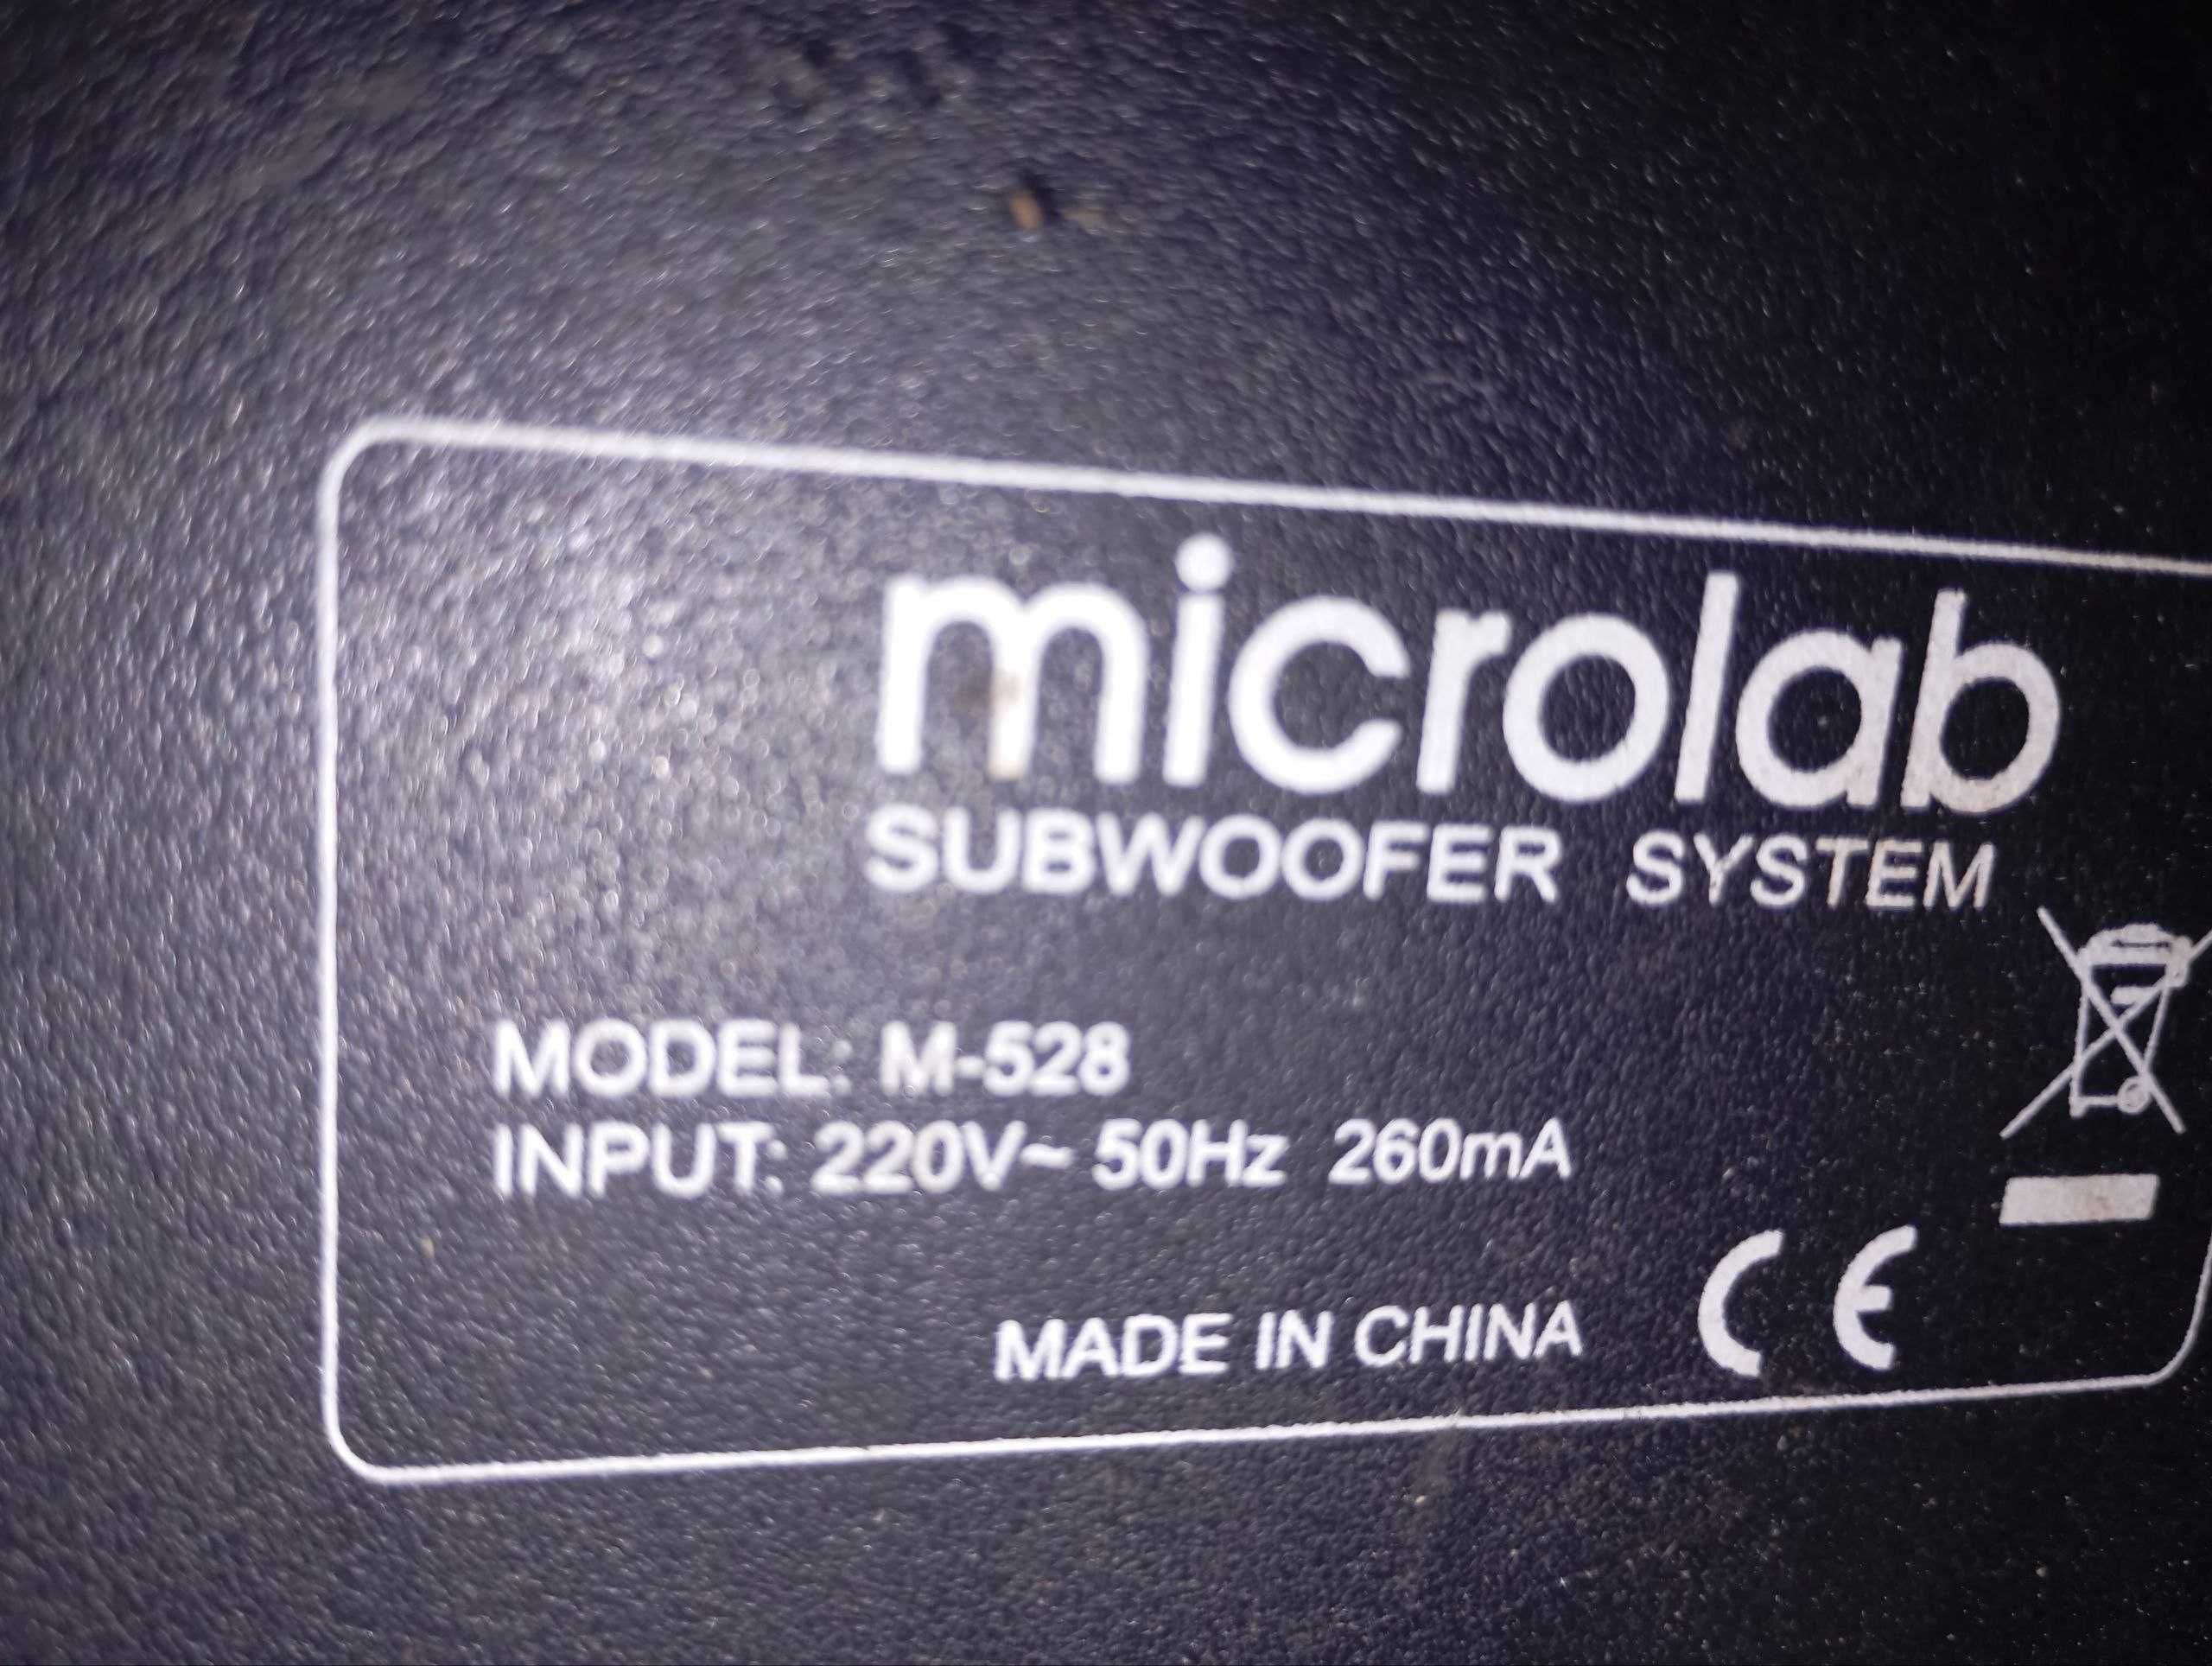 microlab
SUBWOOFER SYSTEM
MODEL: M-528
INPUT: 220V~ 50Hz 260mA
MADE IN CHINA CE